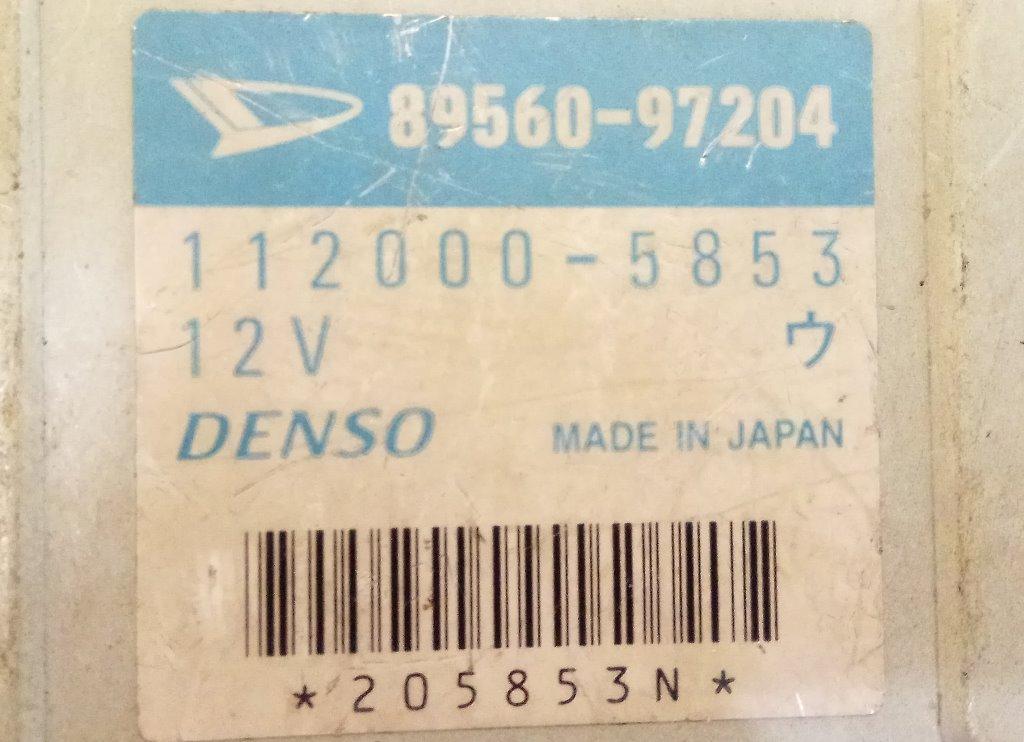 89560-97204
112000-5853
12V ウ
DENSO MADE IN JAPAN
*205853N*